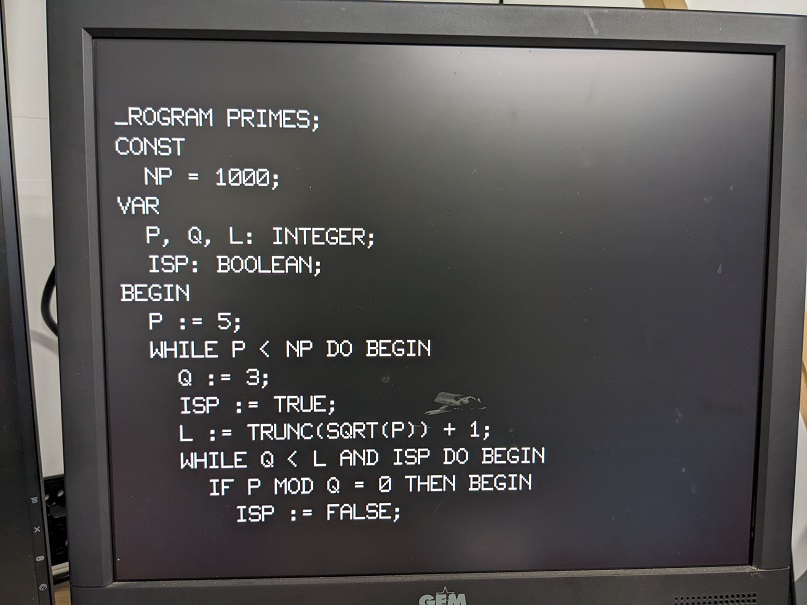 _ROGRAM PRIMES;
CONST
  NP = 1000;
VAR
  P, Q, L: INTEGER;
  ISP: BOOLEAN;
BEGIN
  P := 5;
  WHILE P < NP DO BEGIN
    Q := 3;
    ISP := TRUE;
    L := TRUNC(SQRT(P)) + 1;
    WHILE Q < L AND ISP DO BEGIN
      IF P MOD Q = 0 THEN BEGIN
        ISP := FALSE;
GEM